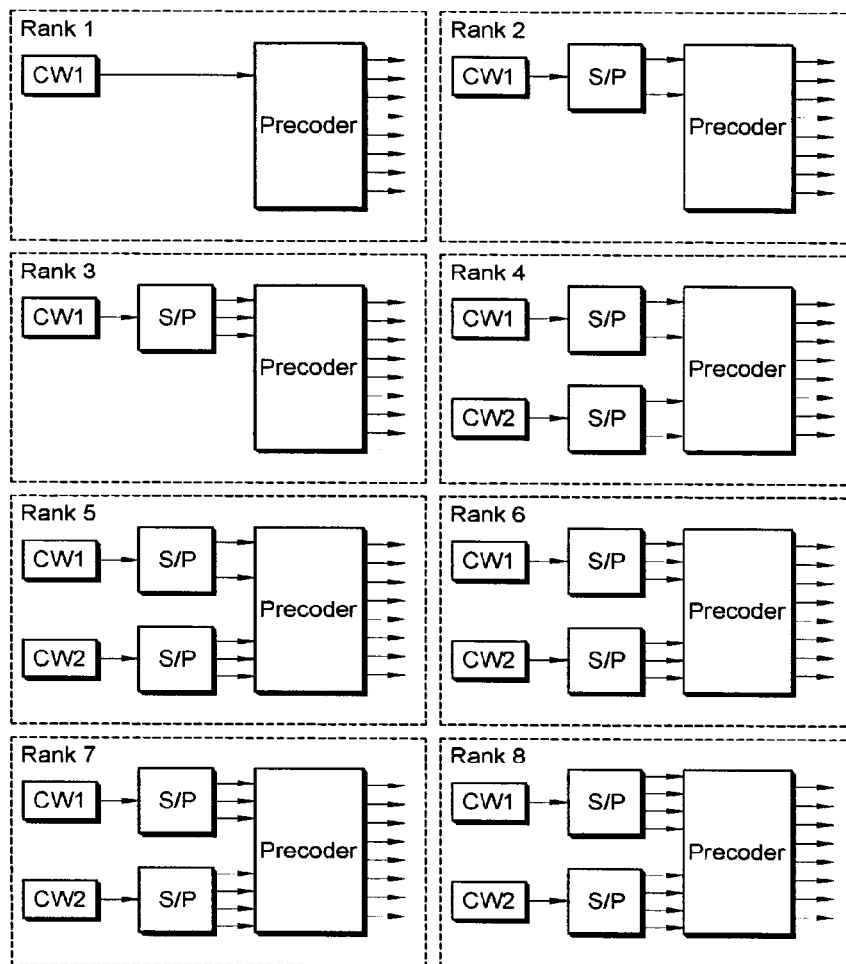 Rank 1
CW1
Precoder
Rank 2
CW1
S/P
Precoder
Rank 3
CW1
S/P
Precoder
Rank 4
CW1
S/P
CW2
S/P
Precoder
Rank 5
CW1
S/P
CW2
S/P
Precoder
Rank 6
CW1
S/P
CW2
S/P
Precoder
Rank 7
CW1
S/P
CW2
S/P
Precoder
Rank 8
CW1
S/P
CW2
S/P
Precoder